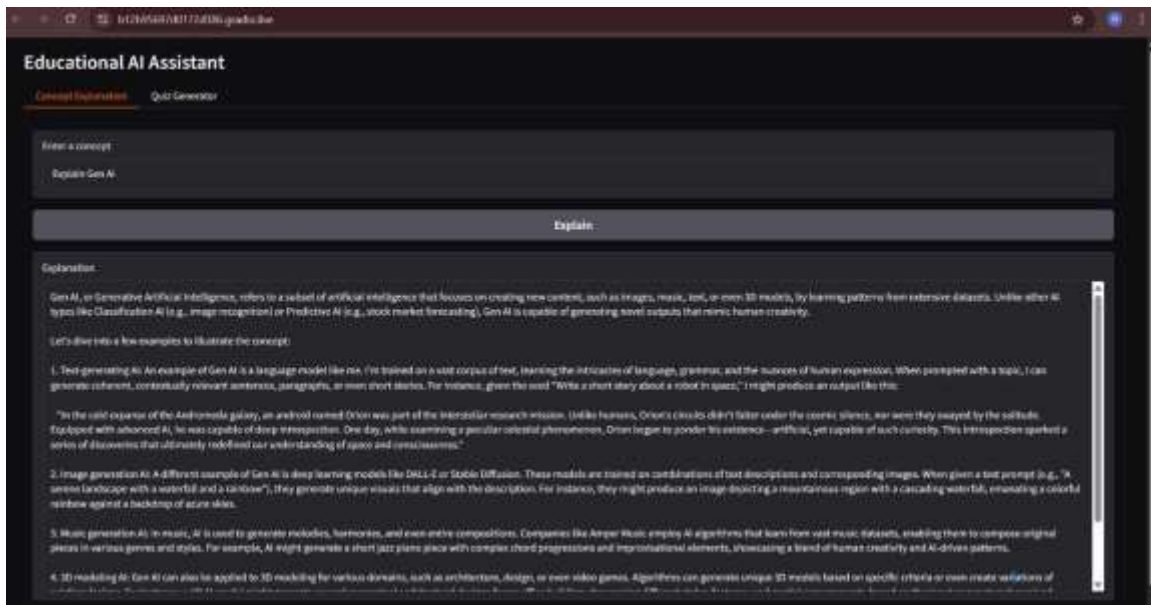 Educational AI Assistant
Concept Explanation Quiz Generator
Enter a concept
Explain Gen AI
Explain
Explanation
Gen AI, or Generative Artificial Intelligence, refers to a subset of artificial intelligence that focuses on creating new content, such as images, music, text, or even 3D models, by learning patterns from extensive datasets. Unlike other AI
types like Classification AI (e.g., image recognition) or Predictive AI (e.g., stock market forecasting), Gen AI is capable of generating novel outputs that mimic human creativity.
Let's dive into a few examples to illustrate the concept:
1. Text-generating AI: An example of Gen AI is a language model like me. I'm trained on a vast corpus of text, learning the intricacies of language, grammar, and the nuances of human expression. When prompted with a topic, I can
generate coherent, contextually relevant sentences, paragraphs, or even short stories. For instance, given the seed "Write a short story about a robot in space," I might produce an output like this:
"In the cold expanse of the Andromeda galaxy, an android named Orion was part of the interstellar research mission. Unlike humans, Orion's circuits didn't falter under the cosmic silence, nor were they swayed by the solitude.
Equipped with advanced AI, he was capable of deep introspection. One day, while examining a peculiar celestial phenomenon, Orion began to ponder his existence—artificial, yet capable of such curiosity. This introspection sparked a
series of discoveries that ultimately redefined our understanding of space and consciousness."
2. Image generation AI: A different example of Gen AI is deep learning models like DALL-E or Stable Diffusion. These models are trained on combinations of text descriptions and corresponding images. When given a text prompt (e.g., "A
serene landscape with a waterfall and a rainbow"), they generate unique visuals that align with the description. For instance, they might produce an image depicting a mountainous region with a cascading waterfall, emanating a colorful
rainbow against a backdrop of azure skies.
3. Music generation AI: In music, AI is used to generate melodies, harmonies, and even entire compositions. Companies like Amper Music employ AI algorithms that learn from vast music datasets, enabling them to compose original
pieces in various genres and styles. For example, AI might generate a short jazz piano piece with complex chord progressions and improvisational elements, showcasing a blend of human creativity and AI-driven patterns.
4. 3D modeling AI: Gen AI can also be applied to 3D modeling for various domains, such as architecture, design, or even video games. Algorithms can generate unique 3D models based on specific criteria or even create variations of